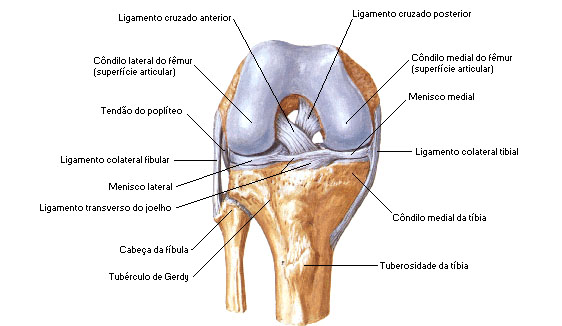 Ligamento cruzado anterior
Ligamento cruzado posterior
Côndilo lateral do fêmur
(superfície articular)
Côndilo medial do fêmur
(superfície articular)
Tendão do poplíteo
Menisco medial
Ligamento colateral fibular
Ligamento colateral tibial
Menisco lateral
Ligamento transverso do joelho
Côndilo medial da tíbia
Cabeça da fíbula
Tubérculo de Gerdy
Tuberosidade da tíbia